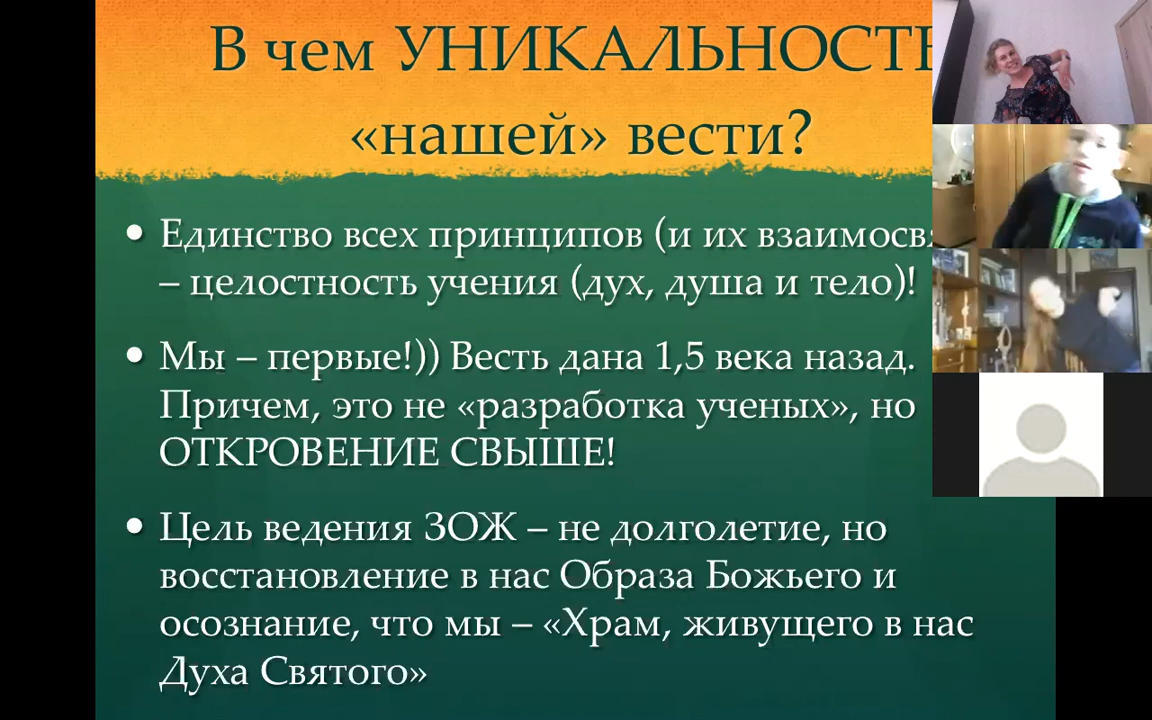 В чем УНИКАЛЬНОСТЬ
«нашей» вести?
• Единство всех принципов (и их
– целостность учения (дух, душа и тело)!
• Мы – первые!)) Весть дана 1,5 века назад.
Причем, это не «разработка ученых», но
ОТКРОВЕНИЕ СВЫШЕ!
• Цель ведения ЗОЖ – не долголетие, но
восстановление в нас Образа Божьего и
осознание, что мы – «Храм, живущего в нас
Духа Святого»